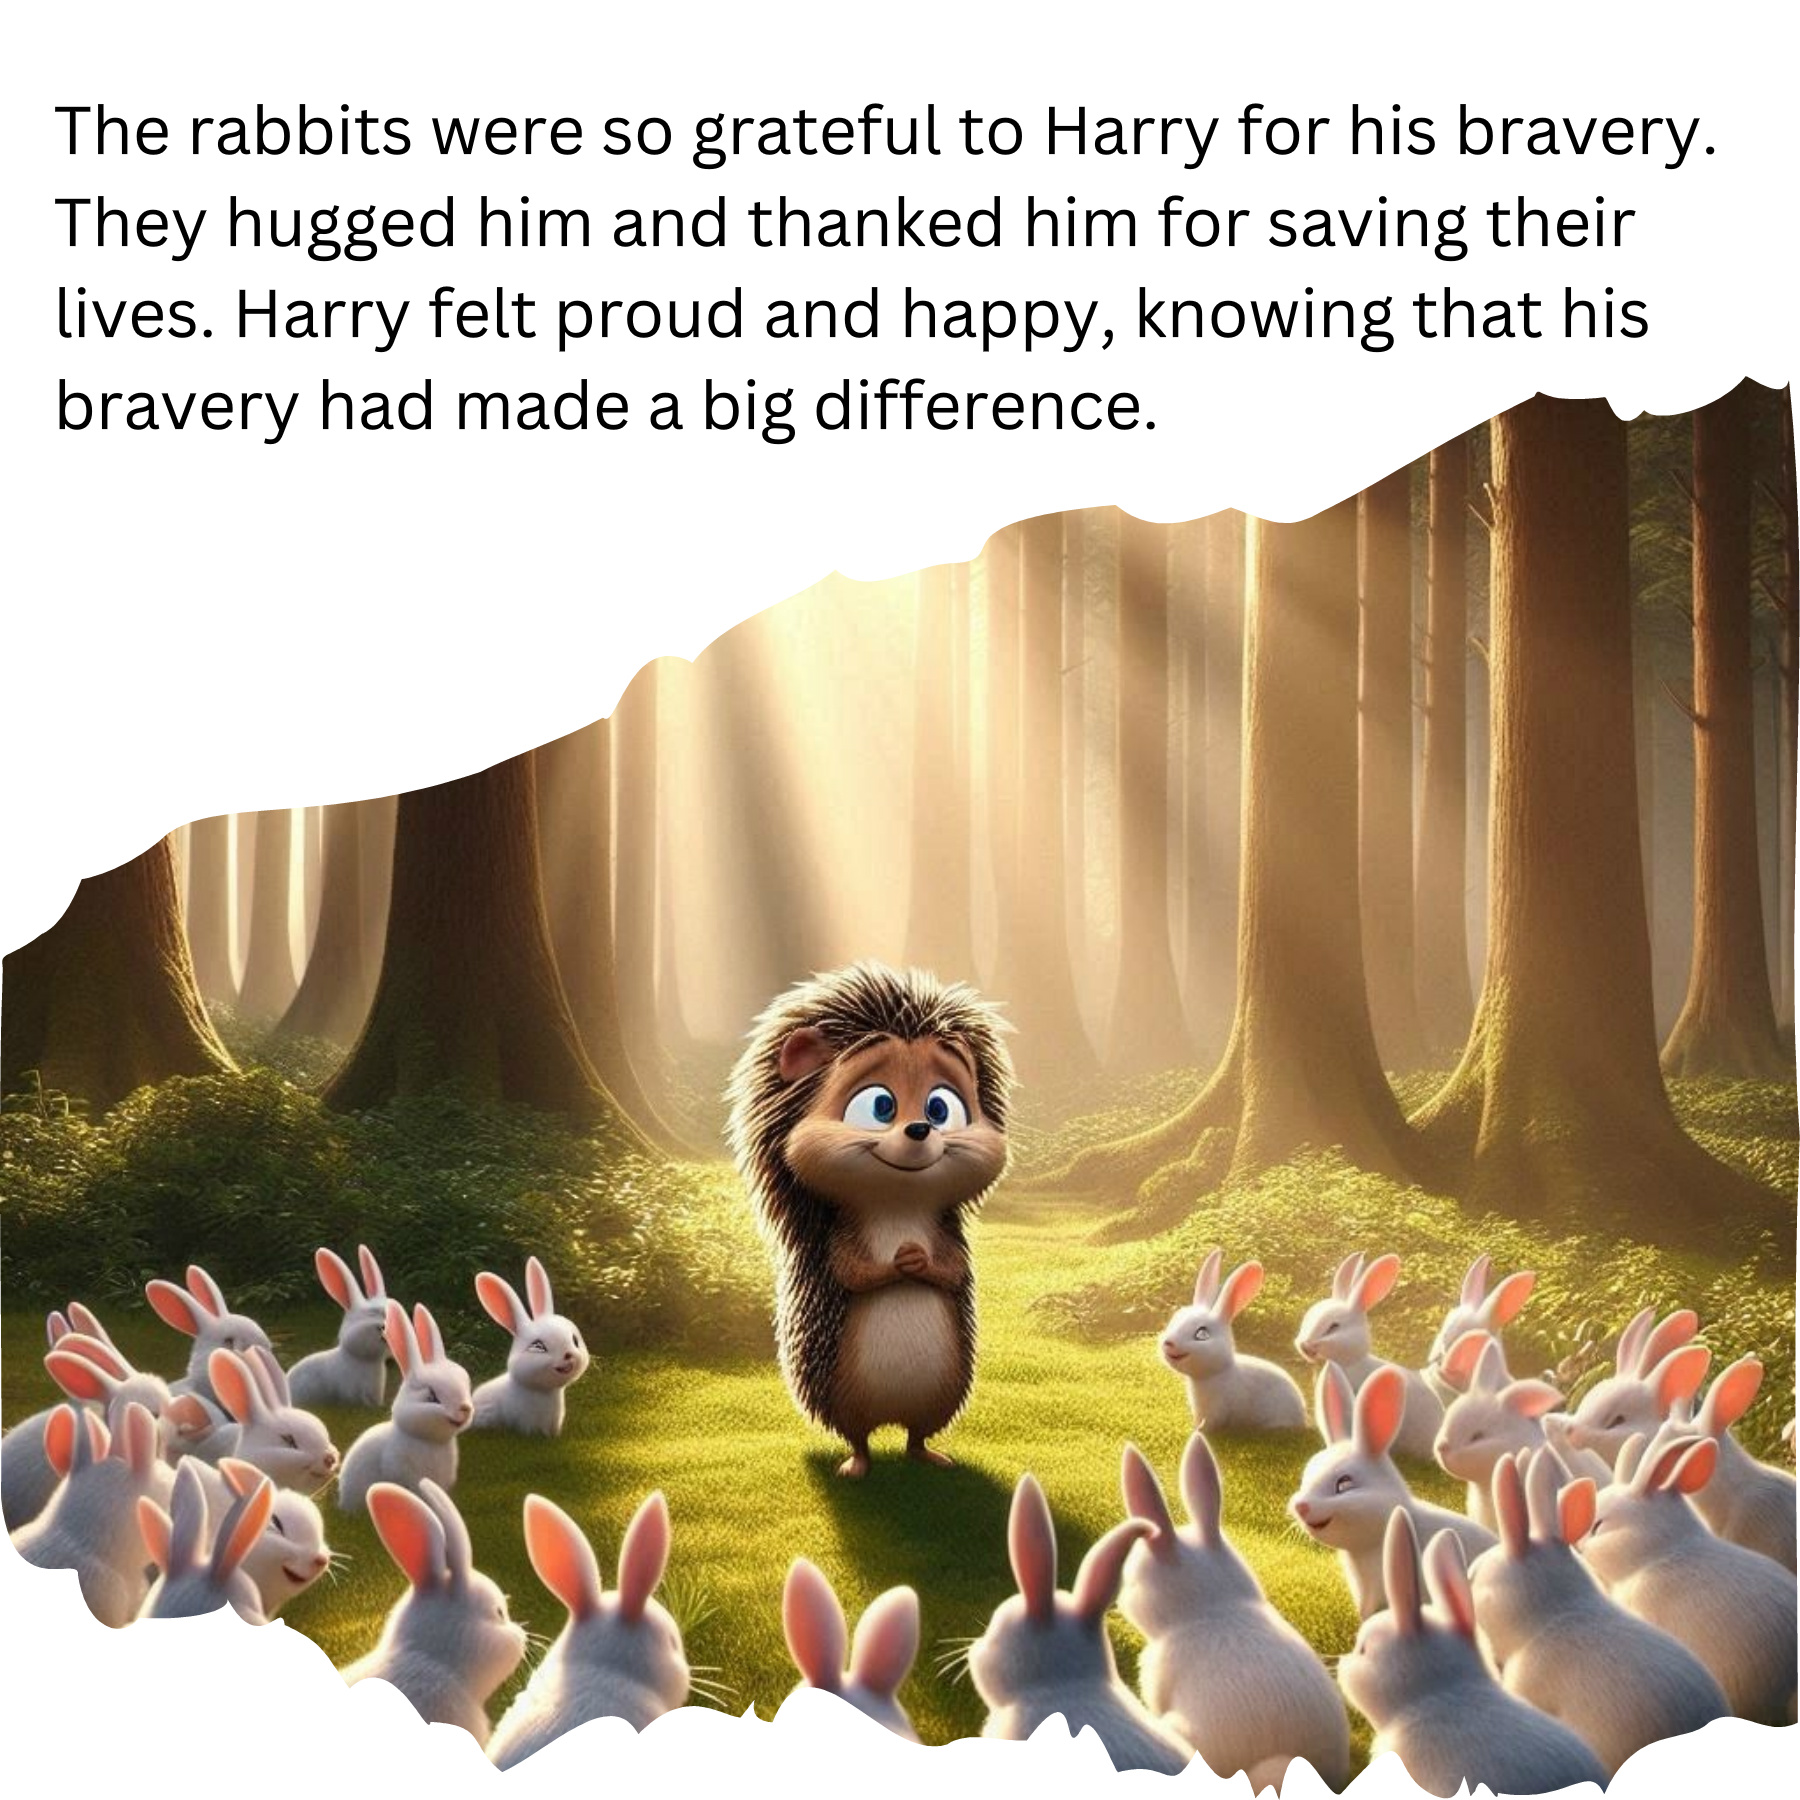 The rabbits were so grateful to Harry for his bravery.
They hugged him and thanked him for saving their
lives. Harry felt proud and happy, knowing that his
bravery had made a big difference.